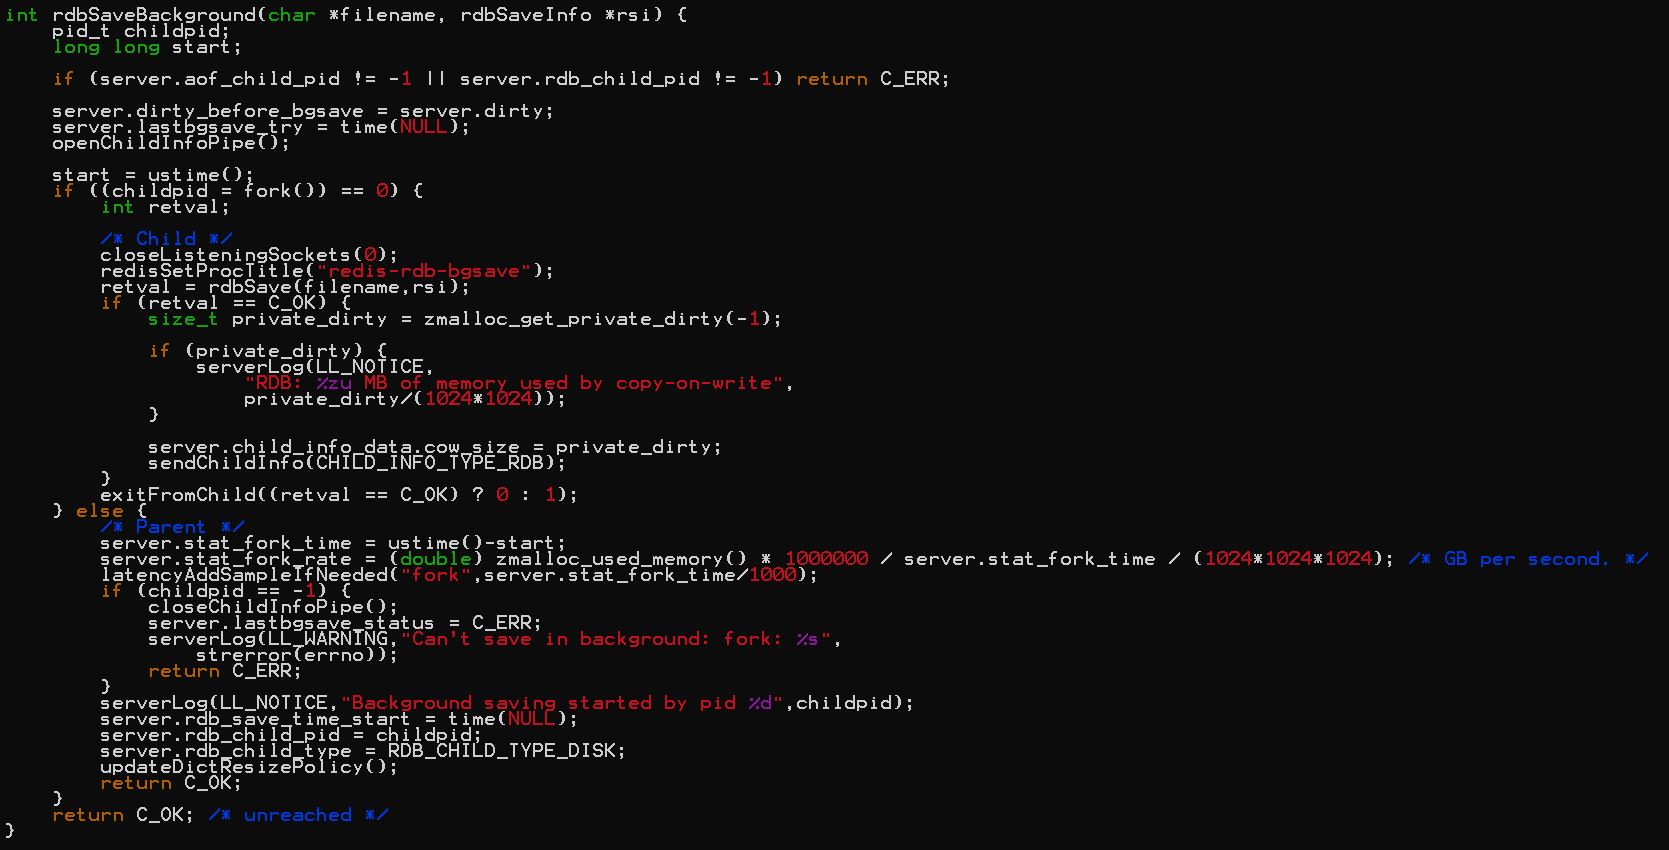 int rdbSaveBackground(char *filename, rdbSaveInfo *rsi) {
    pid_t childpid;
    long long start;

    if (server.aof_child_pid != -1 || server.rdb_child_pid != -1) return C_ERR;

    server.dirty_before_bgsave = server.dirty;
    server.lastbgsave_try = time(NULL);
    openChildInfoPipe();

    start = ustime();
    if ((childpid = fork()) == 0) {
        int retval;

        /* Child */
        closeListeningSockets(0);
        redisSetProcTitle("redis-rdb-bgsave");
        retval = rdbSave(filename,rsi);
        if (retval == C_OK) {
            size_t private_dirty = zmalloc_get_private_dirty(-1);

            if (private_dirty) {
                serverLog(LL_NOTICE,
                    "RDB: %zu MB of memory used by copy-on-write",
                    private_dirty/(1024*1024));
            }

            server.child_info_data.cow_size = private_dirty;
            sendChildInfo(CHILD_INFO_TYPE_RDB);
        }
        exitFromChild((retval == C_OK) ? 0 : 1);
    } else {
        /* Parent */
        server.stat_fork_time = ustime()-start;
        server.stat_fork_rate = (double) zmalloc_used_memory() * 1000000 / server.stat_fork_time / (1024*1024*1024); /* GB per second. */
        latencyAddSampleIfNeeded("fork",server.stat_fork_time/1000);
        if (childpid == -1) {
            closeChildInfoPipe();
            server.lastbgsave_status = C_ERR;
            serverLog(LL_WARNING,"Can't save in background: fork: %s",
                strerror(errno));
            return C_ERR;
        }
        serverLog(LL_NOTICE,"Background saving started by pid %d",childpid);
        server.rdb_save_time_start = time(NULL);
        server.rdb_child_pid = childpid;
        server.rdb_child_type = RDB_CHILD_TYPE_DISK;
        updateDictResizePolicy();
        return C_OK;
    }
    return C_OK; /* unreached */
}